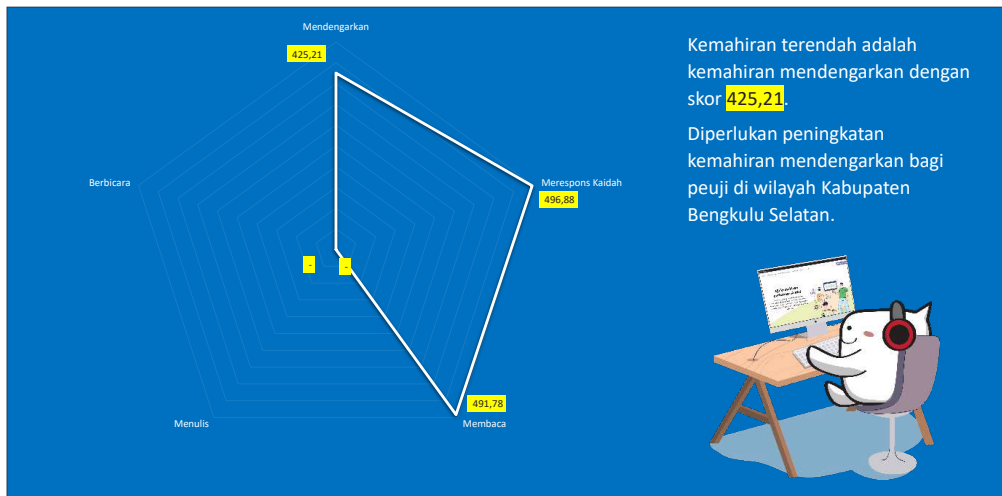 Mendengarkan
425,21
Berbicara
Merespons Kaidah
496,88
-
-
491,78
Menulis
Membaca
Kemahiran terendah adalah
kemahiran mendengarkan dengan
skor 425,21.
Diperlukan peningkatan
kemahiran mendengarkan bagi
peuji di wilayah Kabupaten
Bengkulu Selatan.